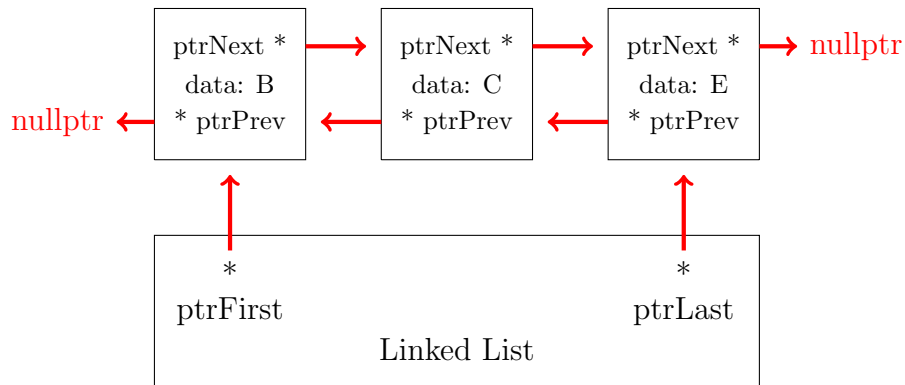 ptrNext *
data: B
* ptrPrev
ptrNext *
data: C
* ptrPrev
ptrNext *
data: E
* ptrPrev
nullptr
nullptr
*
ptrFirst
*
ptrLast
Linked List